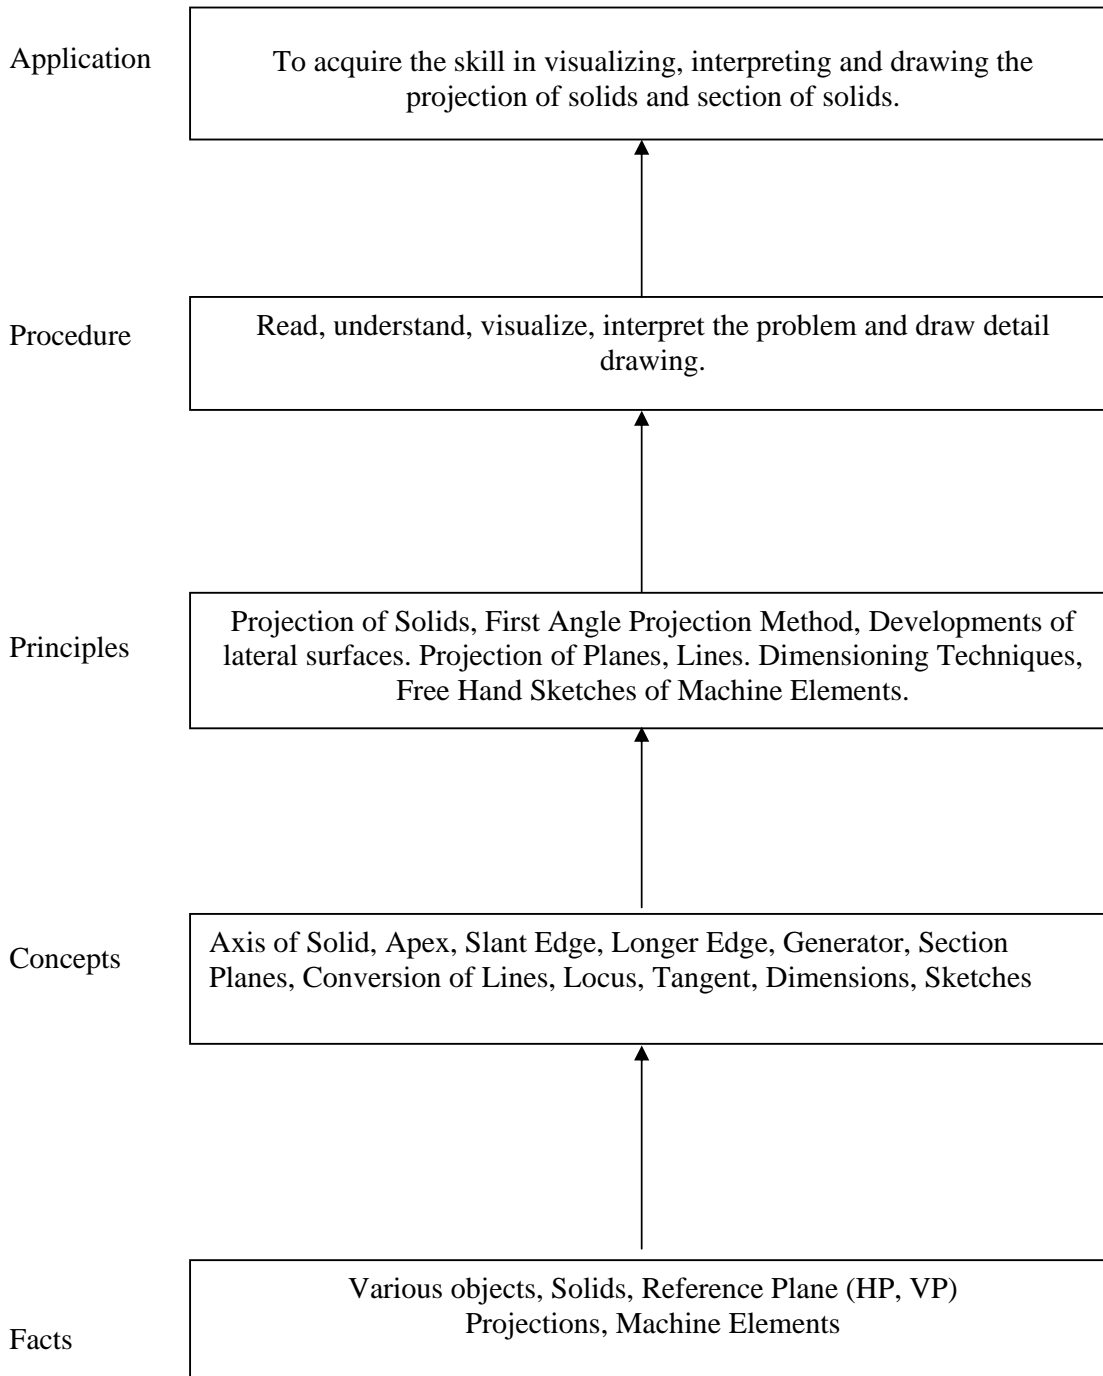 Application
To acquire the skill in visualizing, interpreting and drawing the
projection of solids and section of solids.
Procedure
Read, understand, visualize, interpret the problem and draw detail
drawing.
Principles
Projection of Solids, First Angle Projection Method, Developments of
lateral surfaces. Projection of Planes, Lines. Dimensioning Techniques,
Free Hand Sketches of Machine Elements.
Concepts
Axis of Solid, Apex, Slant Edge, Longer Edge, Generator, Section
Planes, Conversion of Lines, Locus, Tangent, Dimensions, Sketches
Facts
Various objects, Solids, Reference Plane (HP, VP)
Projections, Machine Elements